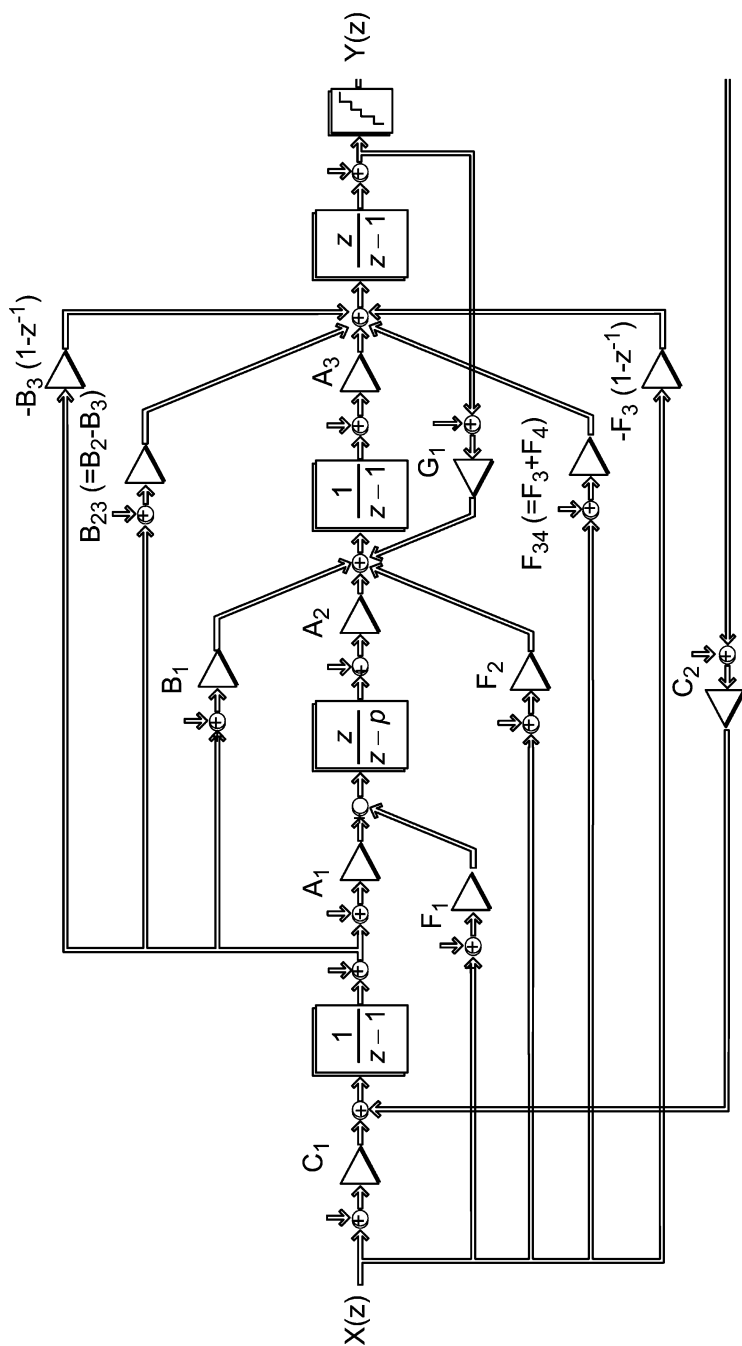 X(z)
C₁
1
z − 1
A₁
z
z − p
A₂
1
z − 1
A₃
z
z − 1
Y(z)
-B₃ (1-z⁻¹)
B₂₃ (=B₂-B₃)
B₁
G₁
F₁
F₂
F₃₄ (=F₃+F₄)
-F₃ (1-z⁻¹)
C₂